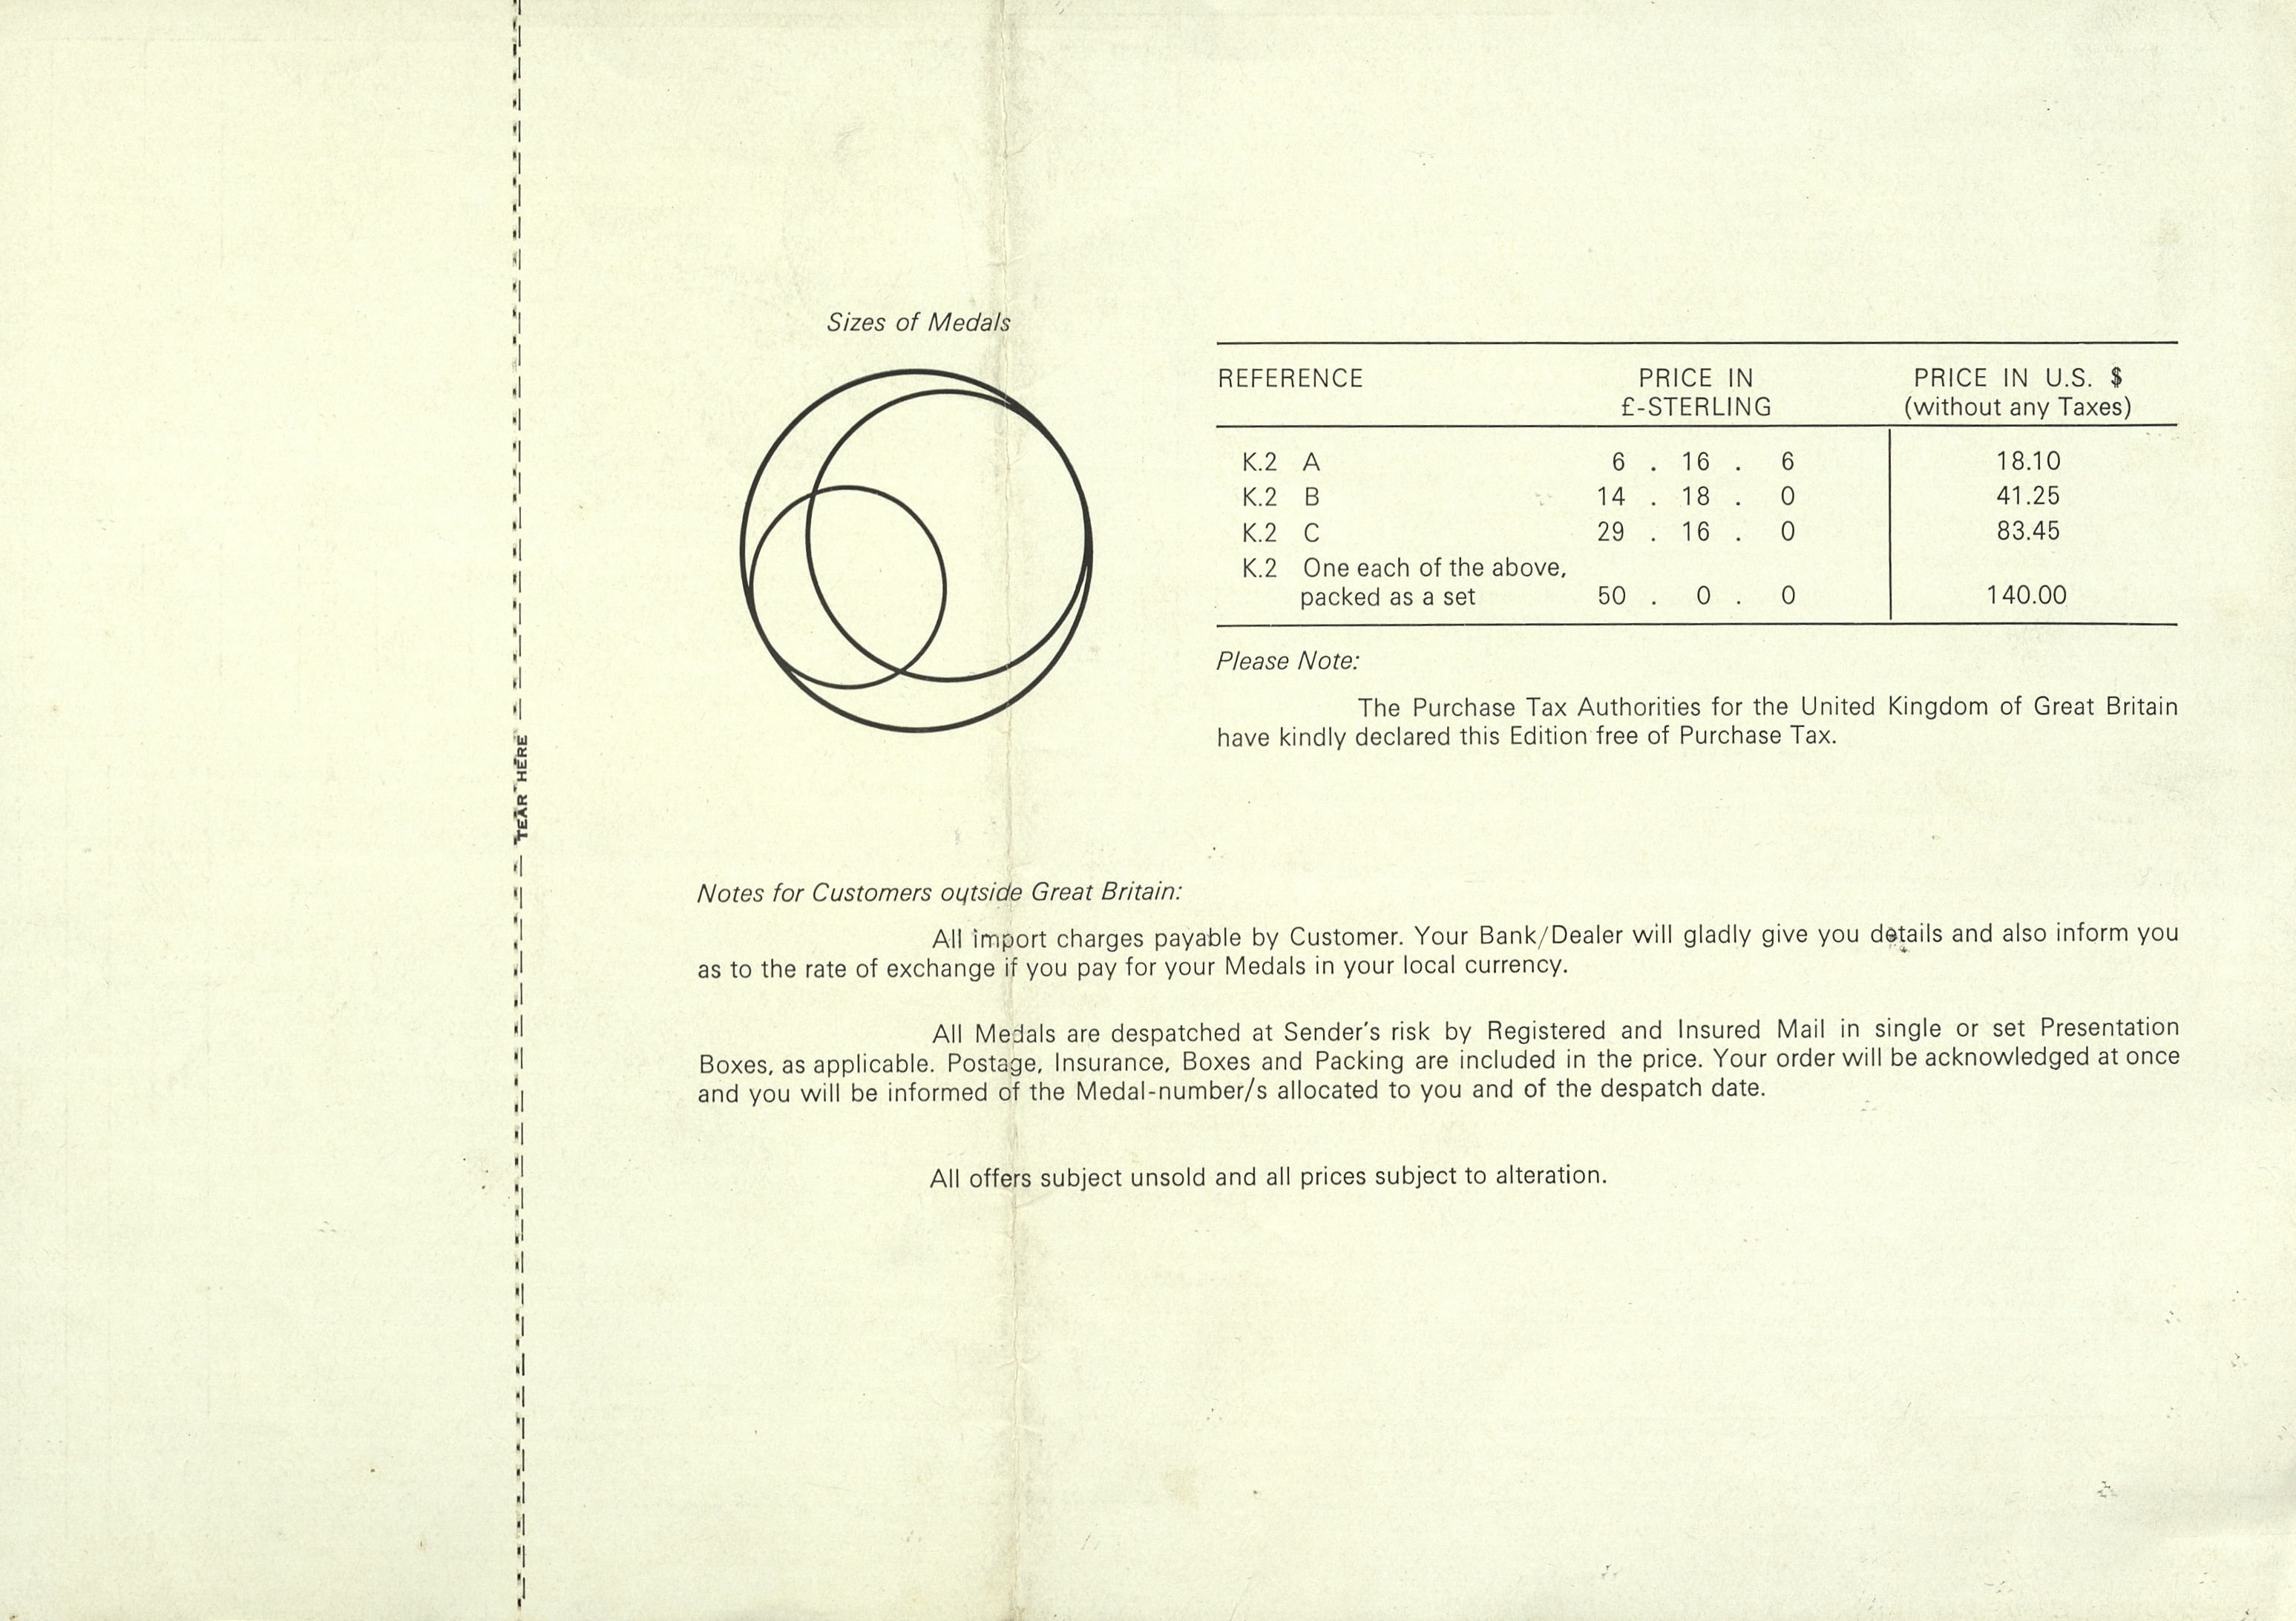 TEAR HERE
Sizes of Medals
REFERENCE PRICE IN PRICE IN U.S. $
£-STERLING (without any Taxes)
K.2 A 6 . 16 . 6 18.10
K.2 B 14 . 18 . 0 41.25
K.2 C 29 . 16 . 0 83.45
K.2 One each of the above,
packed as a set 50 . 0 . 0 140.00
Please Note:
The Purchase Tax Authorities for the United Kingdom of Great Britain
have kindly declared this Edition free of Purchase Tax.
Notes for Customers outside Great Britain:
All import charges payable by Customer. Your Bank/Dealer will gladly give you details and also inform you
as to the rate of exchange if you pay for your Medals in your local currency.
All Medals are despatched at Sender's risk by Registered and Insured Mail in single or set Presentation
Boxes, as applicable. Postage, Insurance, Boxes and Packing are included in the price. Your order will be acknowledged at once
and you will be informed of the Medal-number/s allocated to you and of the despatch date.
All offers subject unsold and all prices subject to alteration.